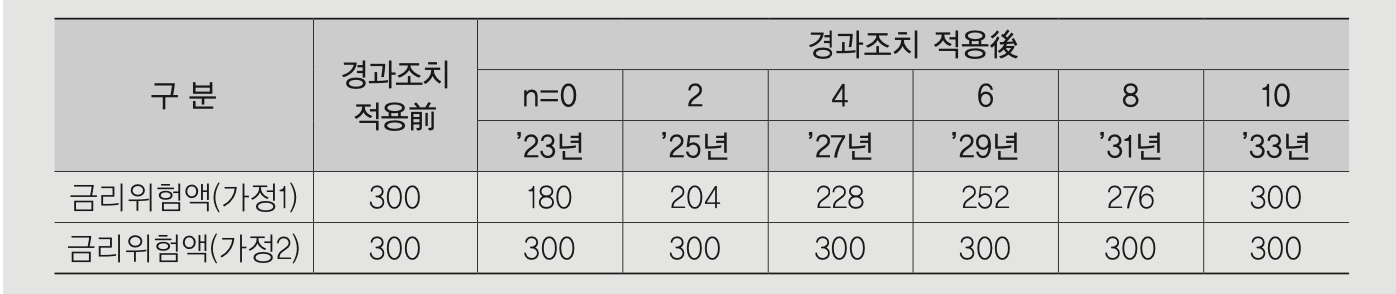 구 분 경과조치 적용前 경과조치 적용後
n=0 2 4 6 8 10
’23년 ’25년 ’27년 ’29년 ’31년 ’33년
금리위험액(가정1) 300 180 204 228 252 276 300
금리위험액(가정2) 300 300 300 300 300 300 300